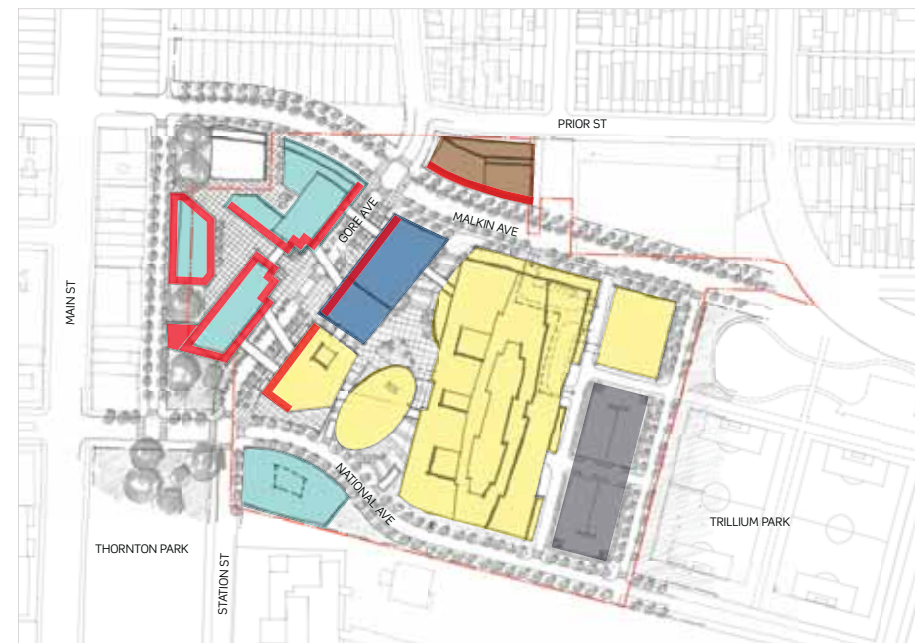 PRIOR ST
GORE AVE
MALKIN AVE
MAIN ST
NATIONAL AVE
TRILLIUM PARK
THORNTON PARK
STATION ST